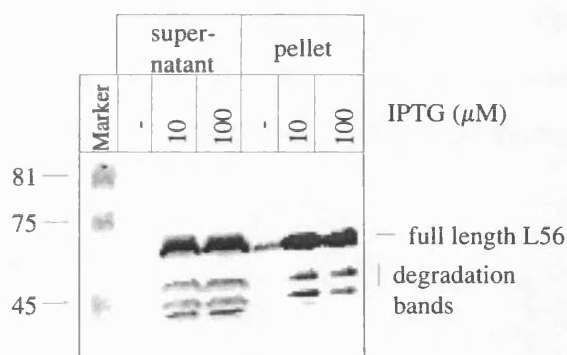 super-
natant
pellet
Marker
-
10
100
-
10
100
IPTG (µM)
81
75
45
full length L56
degradation
bands